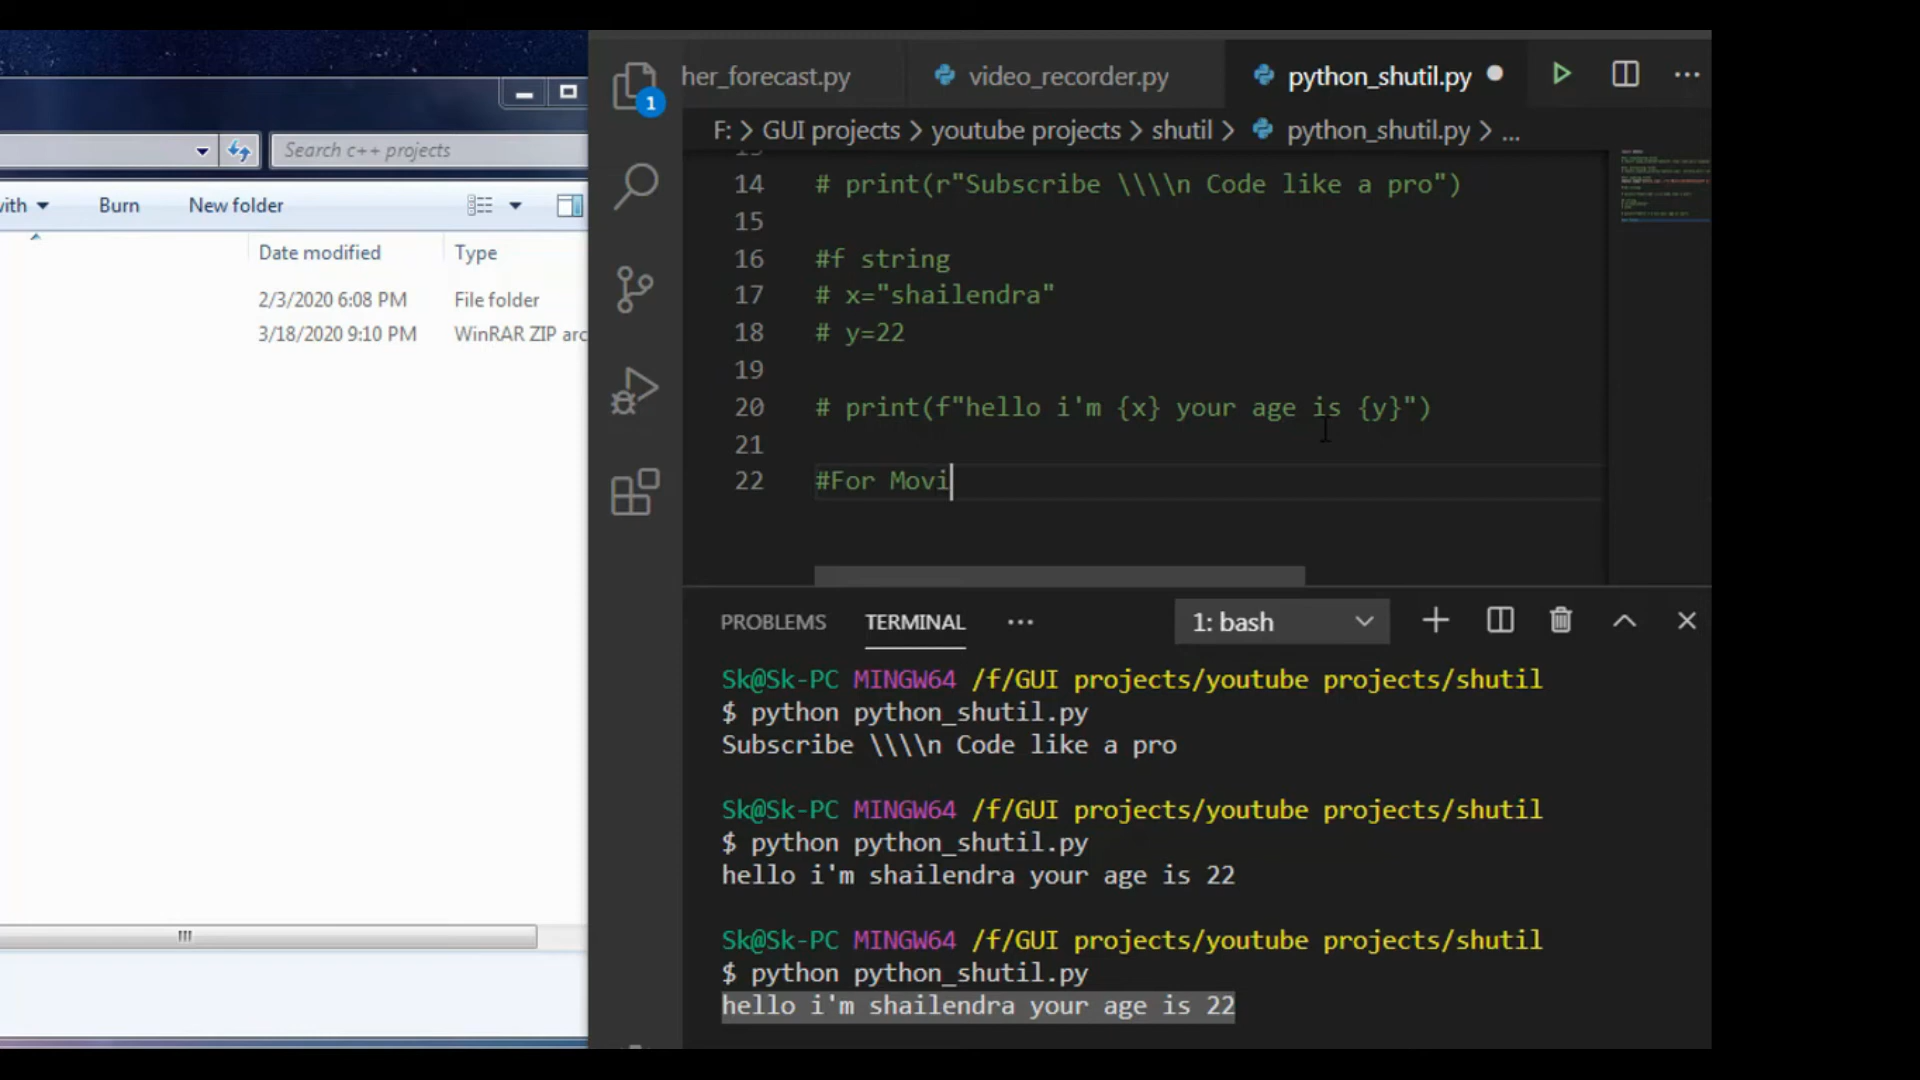 Search c++ projects
with
Burn
New folder
Date modified
Type
2/3/2020 6:08 PM
File folder
3/18/2020 9:10 PM
WinRAR ZIP arc
1
her_forecast.py
video_recorder.py
python_shutil.py
F: > GUI projects > youtube projects > shutil > python_shutil.py > ...
14 # print(r"Subscribe \\\\n Code like a pro")
15
16 #f string
17 # x="shailendra"
18 # y=22
19
20 # print(f"hello i'm {x} your age is {y}")
21
22 #For Movi
PROBLEMS
TERMINAL
...
1: bash
Sk@Sk-PC MINGW64 /f/GUI projects/youtube projects/shutil
$ python python_shutil.py
Subscribe \\\\n Code like a pro
Sk@Sk-PC MINGW64 /f/GUI projects/youtube projects/shutil
$ python python_shutil.py
hello i'm shailendra your age is 22
Sk@Sk-PC MINGW64 /f/GUI projects/youtube projects/shutil
$ python python_shutil.py
hello i'm shailendra your age is 22